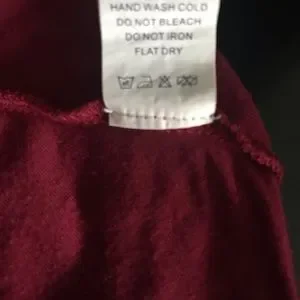 HAND WASH COLD
DO NOT BLEACH
DO NOT IRON
FLAT DRY